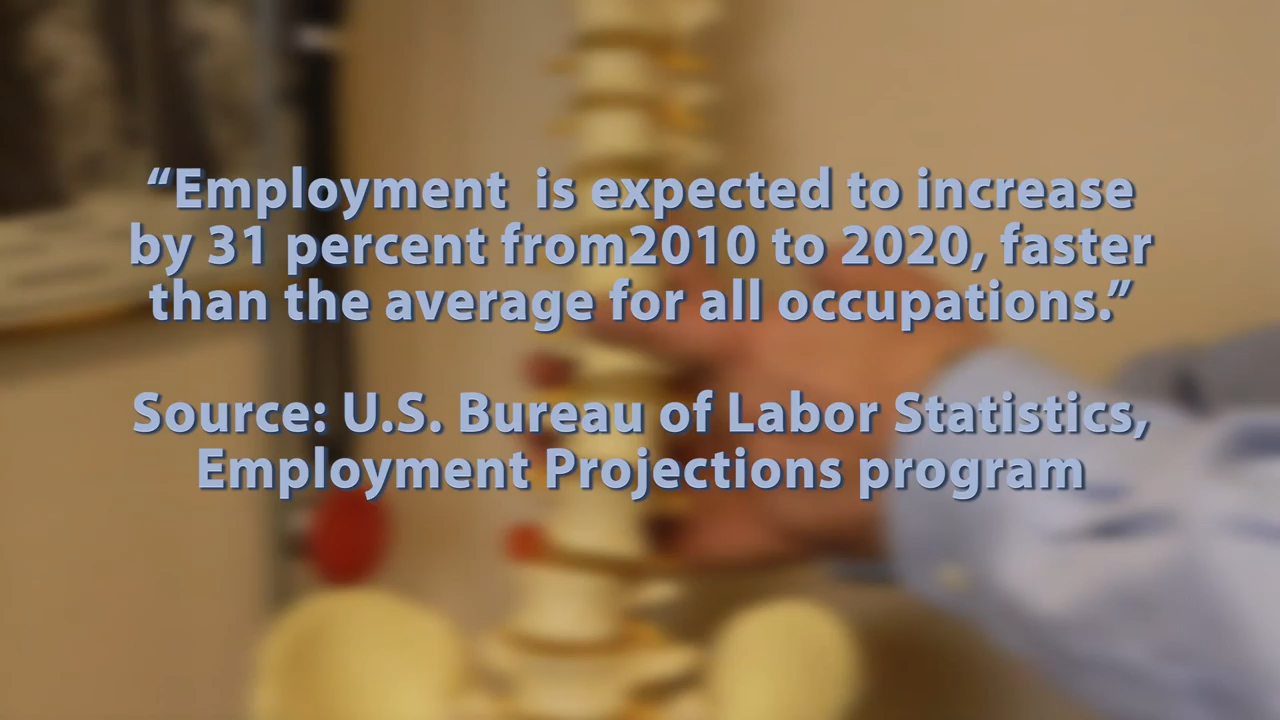 “Employment  is expected to increase
by 31 percent from2010 to 2020, faster
than the average for all occupations.”
Source: U.S. Bureau of Labor Statistics,
Employment Projections program